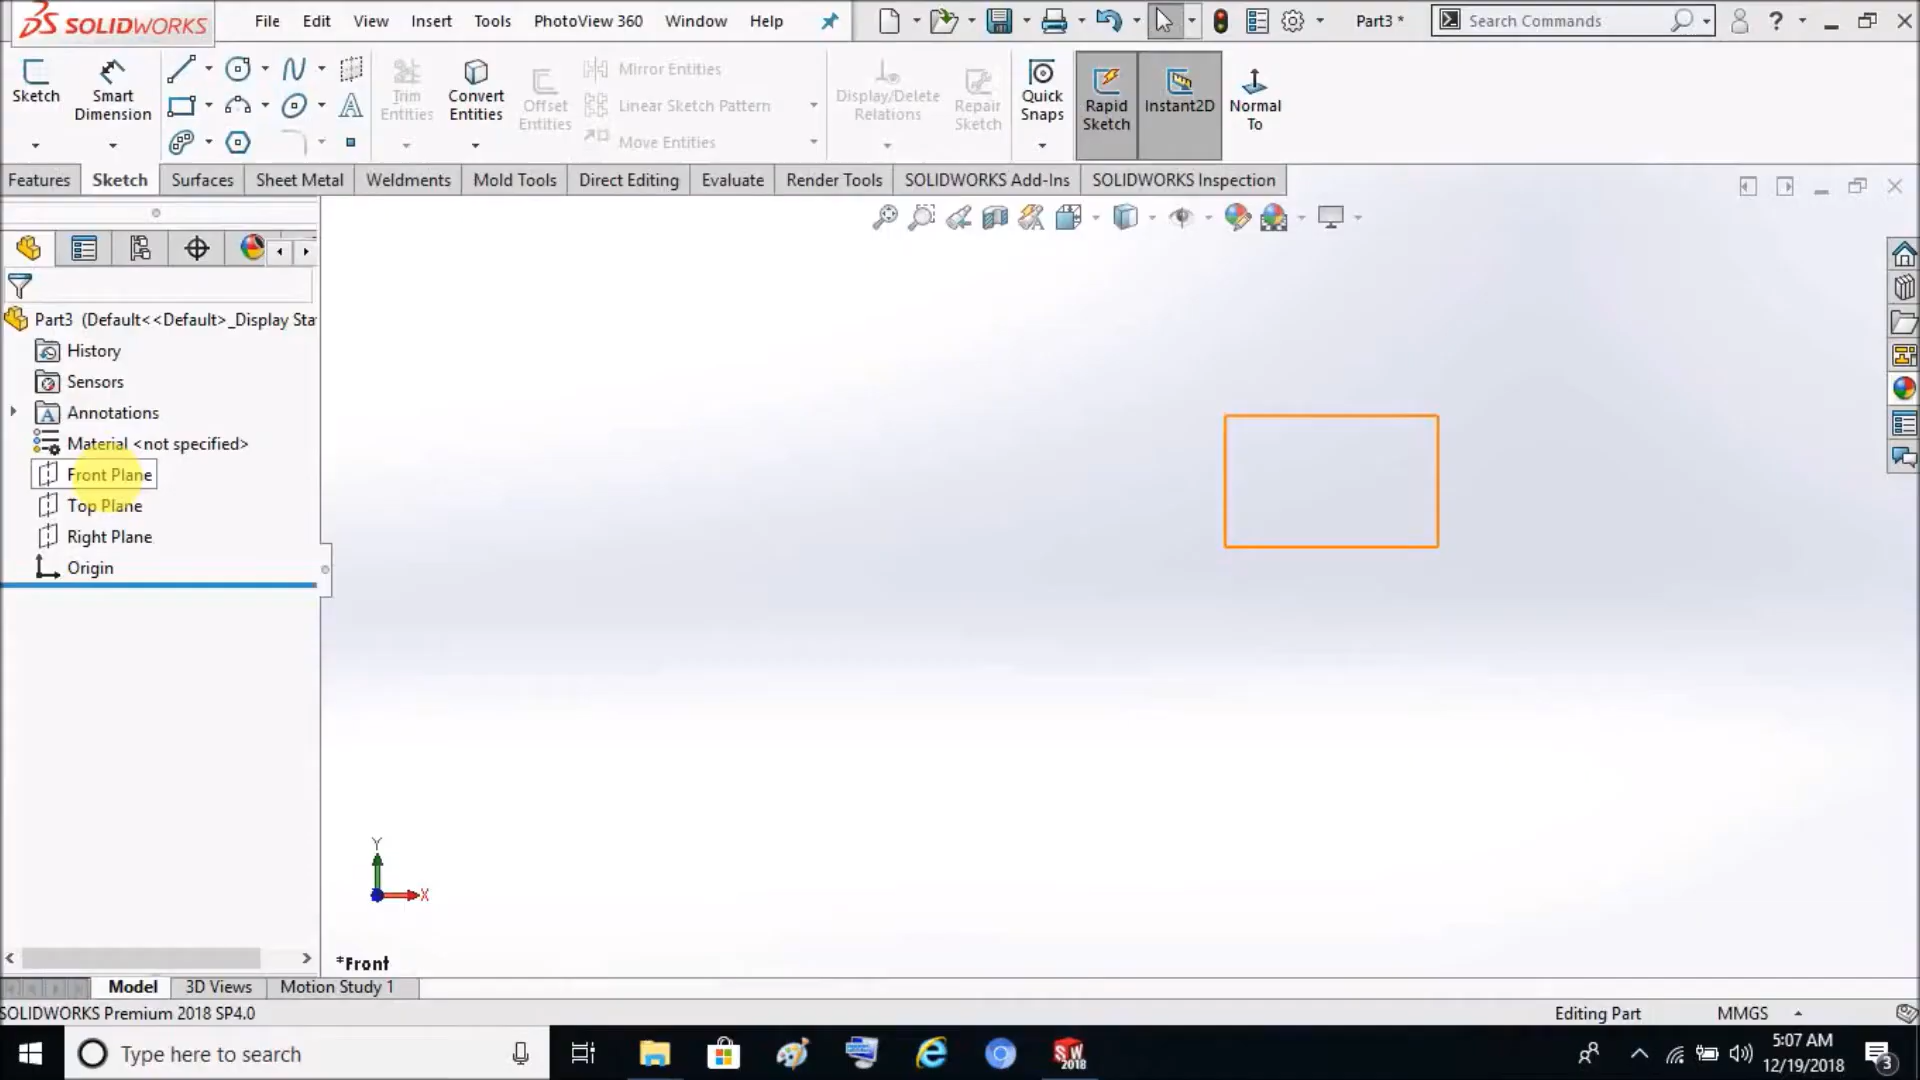 SOLIDWORKS File Edit View Insert Tools PhotoView 360 Window Help Part3 * Search Commands ?
Sketch Smart Dimension Trim Entities Convert Entities Offset Entities Mirror Entities Linear Sketch Pattern Move Entities Display/Delete Relations Repair Sketch Quick Snaps Rapid Sketch Instant2D Normal To
Features Sketch Surfaces Sheet Metal Weldments Mold Tools Direct Editing Evaluate Render Tools SOLIDWORKS Add-Ins SOLIDWORKS Inspection
Part3 (Default<<Default>_Display Sta
History
Sensors
Annotations
Material <not specified>
Front Plane
Top Plane
Right Plane
Origin
Y
X
*Front
Model 3D Views Motion Study 1
SOLIDWORKS Premium 2018 SP4.0 Editing Part MMGS
Type here to search SW 2018 5:07 AM
12/19/2018 3